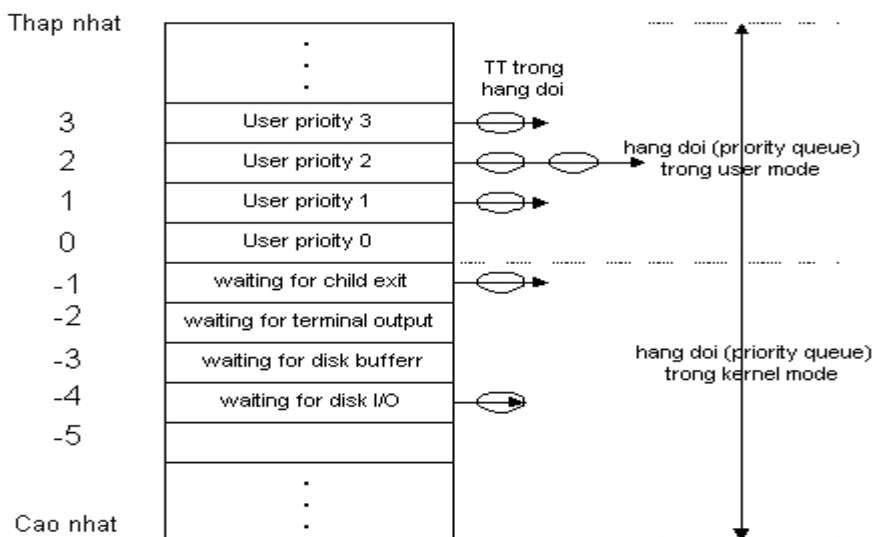 Thap nhat
TT trong
hang doi
3
User prioity 3
2
User prioity 2
hang doi (priority queue)
trong user mode
1
User prioity 1
0
User prioity 0
-1
waiting for child exit
-2
waiting for terminal output
-3
waiting for disk bufferr
hang doi (priority queue)
trong kernel mode
-4
waiting for disk I/O
-5
Cao nhat